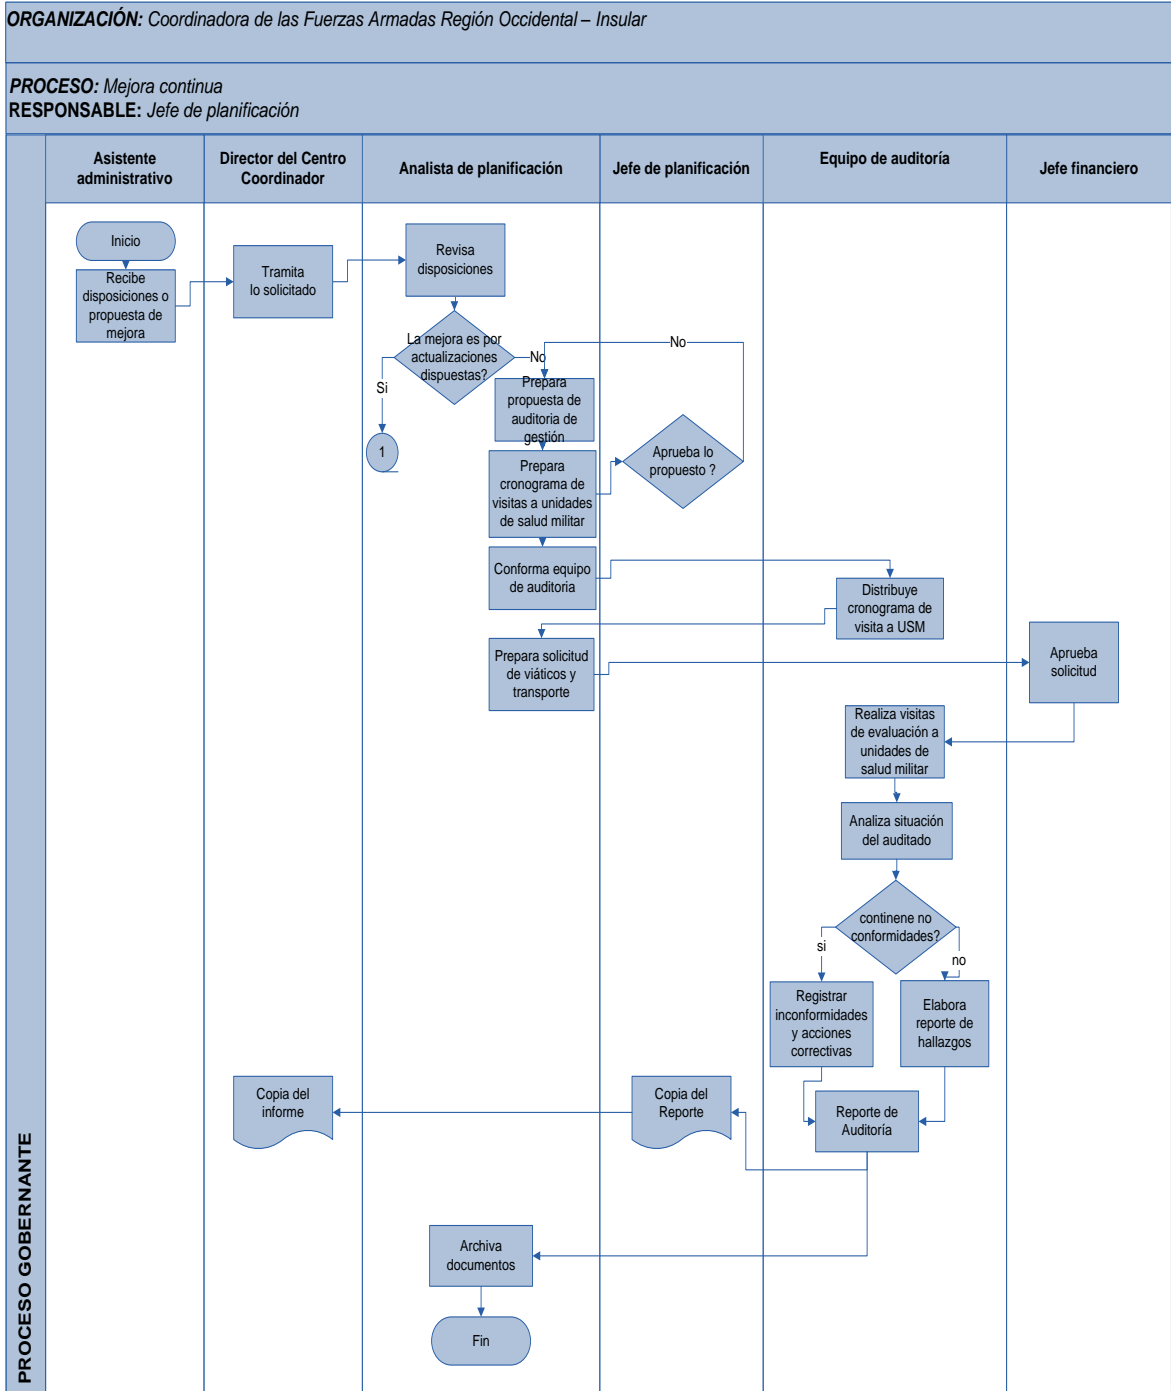 ORGANIZACIÓN: Coordinadora de las Fuerzas Armadas Región Occidental – Insular
PROCESO: Mejora continua
RESPONSABLE: Jefe de planificación
Asistente
administrativo
Director del Centro
Coordinador
Analista de planificación
Jefe de planificación
Equipo de auditoría
Jefe financiero
Inicio
Recibe
disposiciones o
propuesta de
mejora
Tramita
lo solicitado
Revisa
disposiciones
La mejora es por
actualizaciones
dispuestas?
No
Si
1
Prepara
propuesta de
auditoria de
gestión
No
Aprueba lo
propuesto ?
Prepara
cronograma de
visitas a unidades
de salud militar
Conforma equipo
de auditoria
Distribuye
cronograma de
visita a USM
Prepara solicitud
de viáticos y
transporte
Aprueba
solicitud
Realiza visitas
de evaluación a
unidades de
salud militar
Analiza situación
del auditado
continene no
conformidades?
si
no
Registrar
inconformidades
y acciones
correctivas
Elabora
reporte de
hallazgos
Copia del
informe
Copia del
Reporte
Reporte de
Auditoría
Archiva
documentos
Fin
PROCESO GOBERNANTE